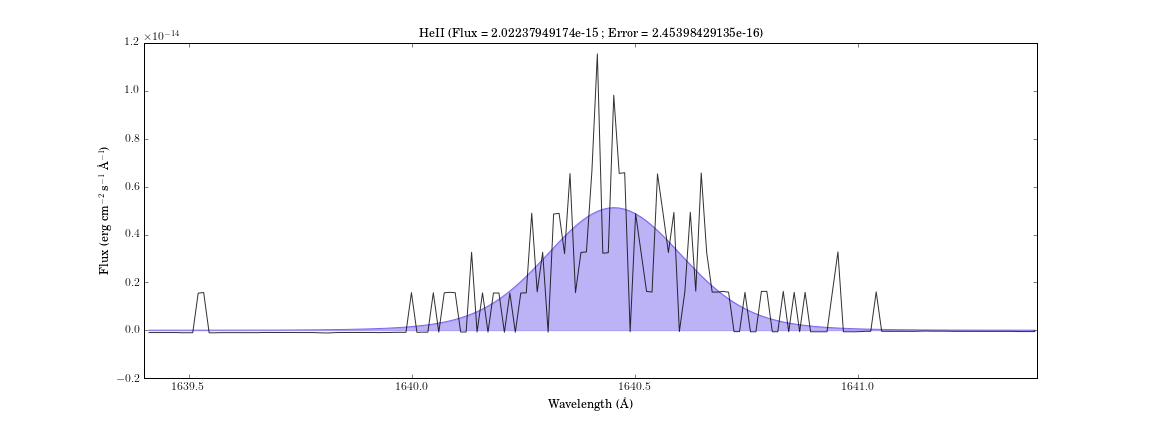 HeII (Flux = 2.02237949174e-15 ; Error = 2.45398429135e-16)
×10⁻¹⁴
1.2
1.0
0.8
0.6
0.4
0.2
0.0
−0.2
Flux (erg cm⁻² s⁻¹ Å⁻¹)
1639.5 1640.0 1640.5 1641.0
Wavelength (Å)